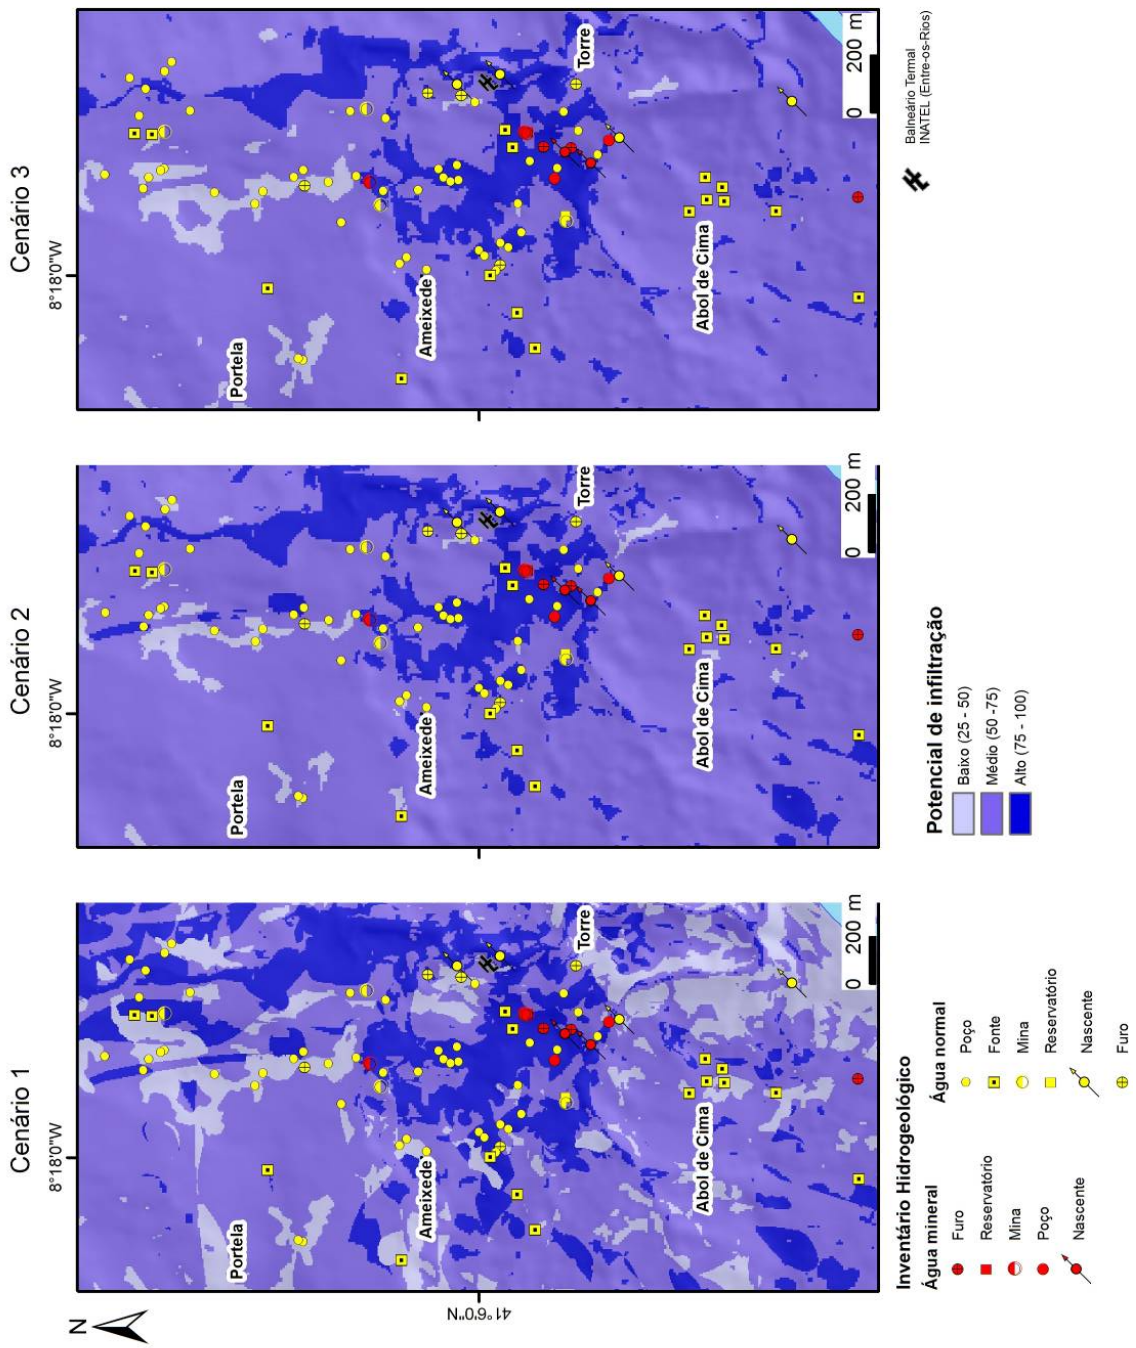 Cenário 1
Cenário 2
Cenário 3
8°18'0"W
8°18'0"W
8°18'0"W
N
41°6'0"N
Portela
Ameixede
Torre
Abol de Cima
0 200 m
Portela
Ameixede
Torre
Abol de Cima
0 200 m
Portela
Ameixede
Torre
Abol de Cima
0 200 m
Inventário Hidrogeológico
Água mineral
Furo
Reservatório
Mina
Poço
Nascente
Água normal
Poço
Fonte
Mina
Reservatório
Nascente
Furo
Potencial de infiltração
Baixo (25 - 50)
Médio (50 -75)
Alto (75 - 100)
Balneário Termal
INATEL (Entre-os-Rios)